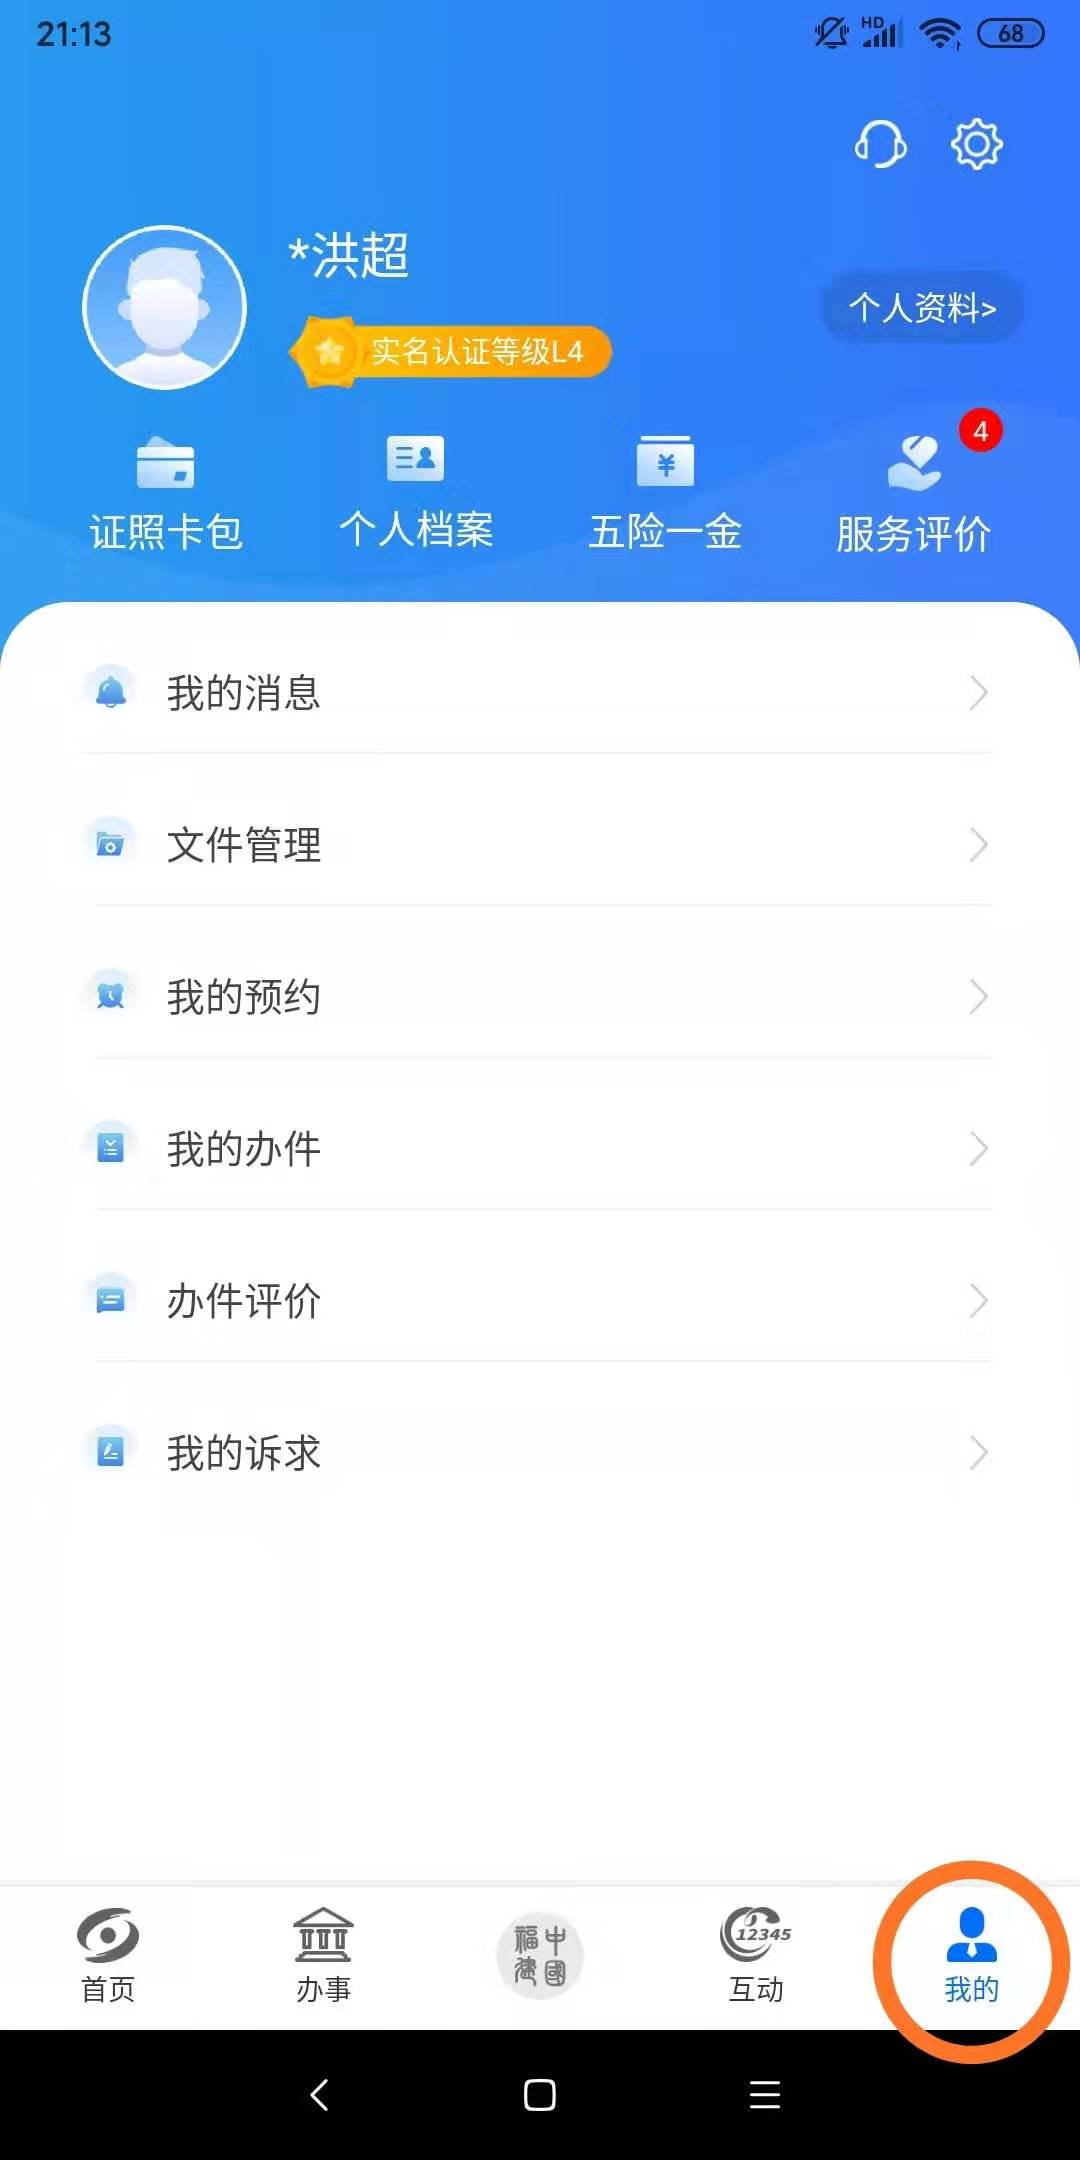 21:13
HD
68
*洪超
个人资料>
实名认证等级L4
4
证照卡包
个人档案
五险一金
服务评价
我的消息
文件管理
我的预约
我的办件
办件评价
我的诉求
福中
建國
12345
首页
办事
互动
我的